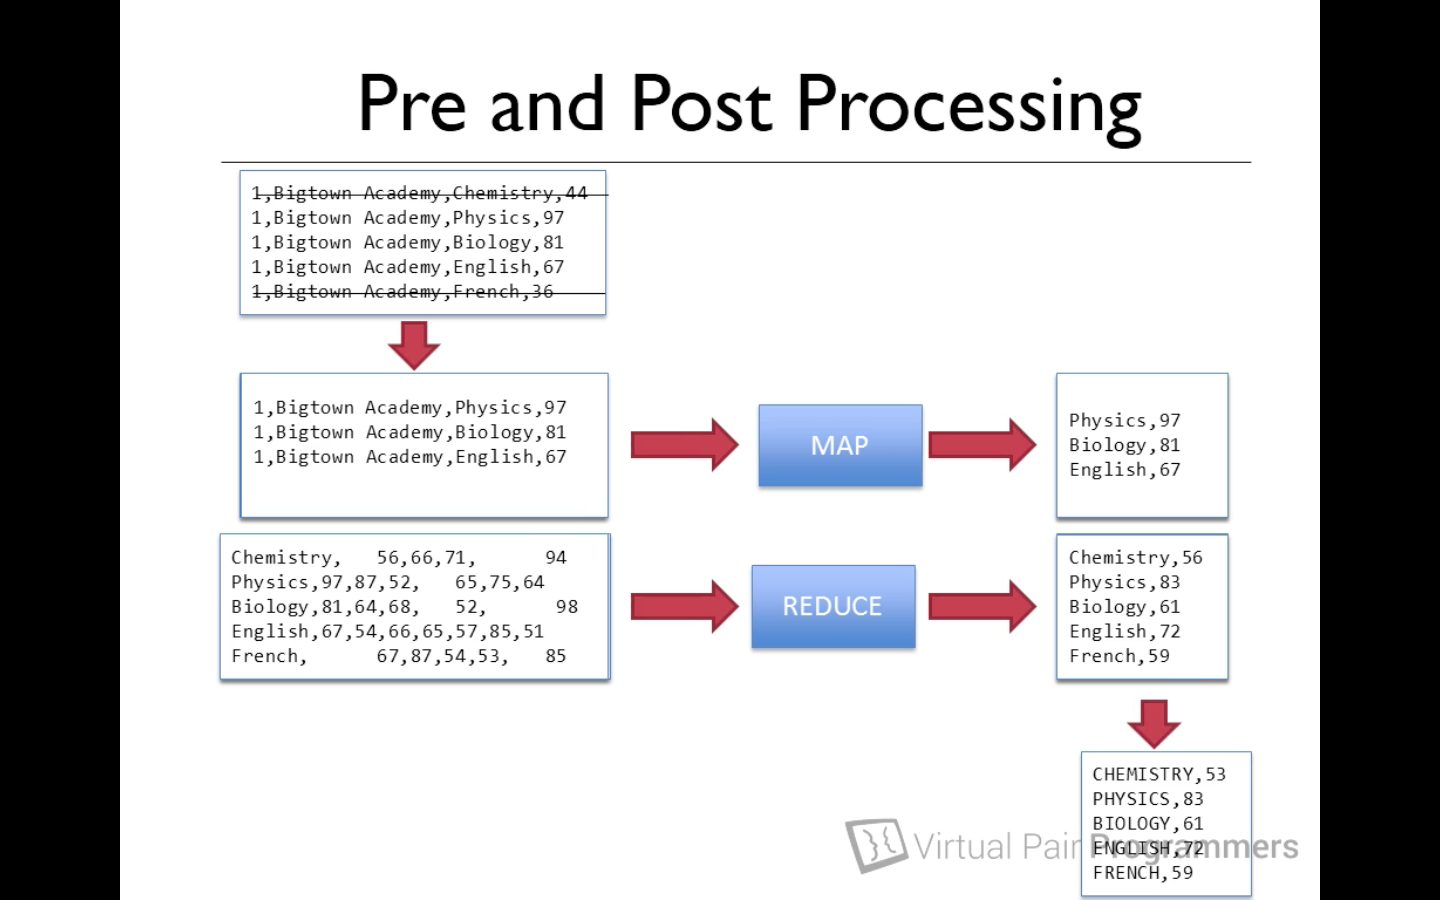 Pre and Post Processing
1,Bigtown Academy,Chemistry,44
1,Bigtown Academy,Physics,97
1,Bigtown Academy,Biology,81
1,Bigtown Academy,English,67
1,Bigtown Academy,French,36
1,Bigtown Academy,Physics,97
1,Bigtown Academy,Biology,81
1,Bigtown Academy,English,67
MAP
Physics,97
Biology,81
English,67
Chemistry, 56,66,71, 94
Physics,97,87,52, 65,75,64
Biology,81,64,68, 52, 98
English,67,54,66,65,57,85,51
French, 67,87,54,53, 85
REDUCE
Chemistry,56
Physics,83
Biology,61
English,72
French,59
CHEMISTRY,53
PHYSICS,83
BIOLOGY,61
ENGLISH,72
FRENCH,59
Virtual Pair Programmers